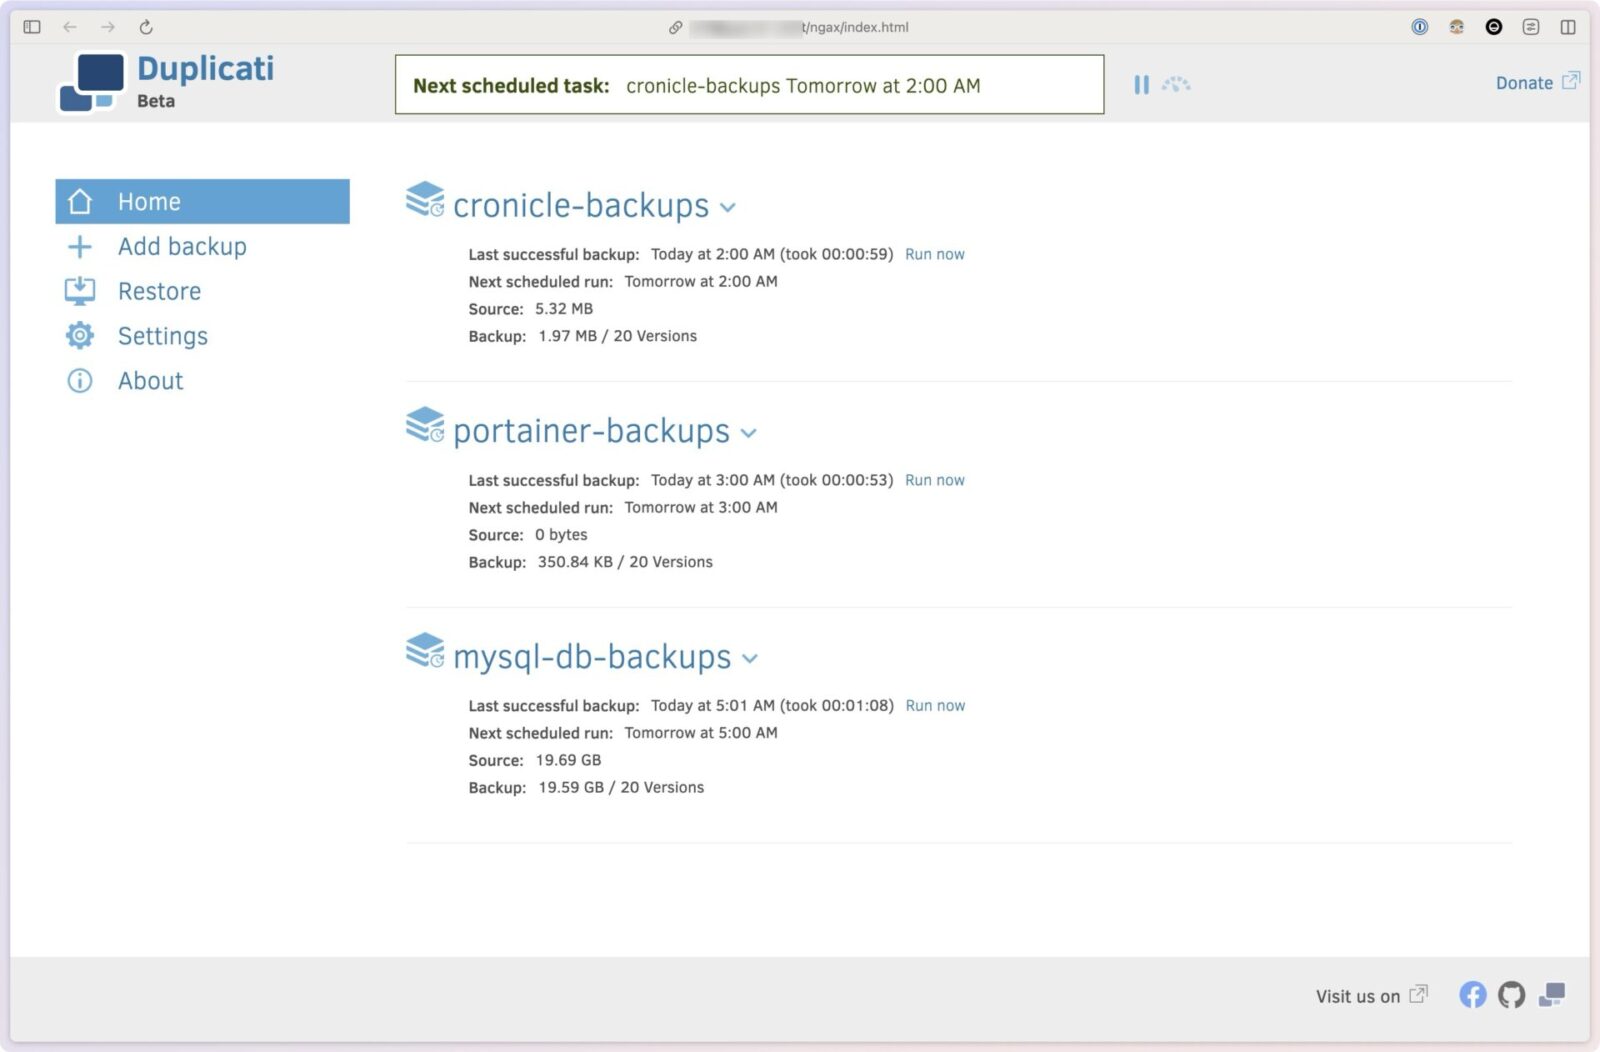 t/ngax/index.html
Duplicati
Beta
Next scheduled task: cronicle-backups Tomorrow at 2:00 AM
Donate
Home
Add backup
Restore
Settings
About
cronicle-backups
Last successful backup: Today at 2:00 AM (took 00:00:59) Run now
Next scheduled run: Tomorrow at 2:00 AM
Source: 5.32 MB
Backup: 1.97 MB / 20 Versions
portainer-backups
Last successful backup: Today at 3:00 AM (took 00:00:53) Run now
Next scheduled run: Tomorrow at 3:00 AM
Source: 0 bytes
Backup: 350.84 KB / 20 Versions
mysql-db-backups
Last successful backup: Today at 5:01 AM (took 00:01:08) Run now
Next scheduled run: Tomorrow at 5:00 AM
Source: 19.69 GB
Backup: 19.59 GB / 20 Versions
Visit us on